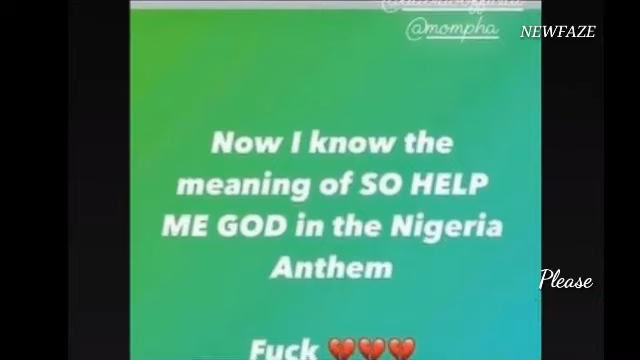 @mompha
NEWFAZE
Now I know the
meaning of SO HELP
ME GOD in the Nigeria
Anthem
Please
Fuck 💔💔💔